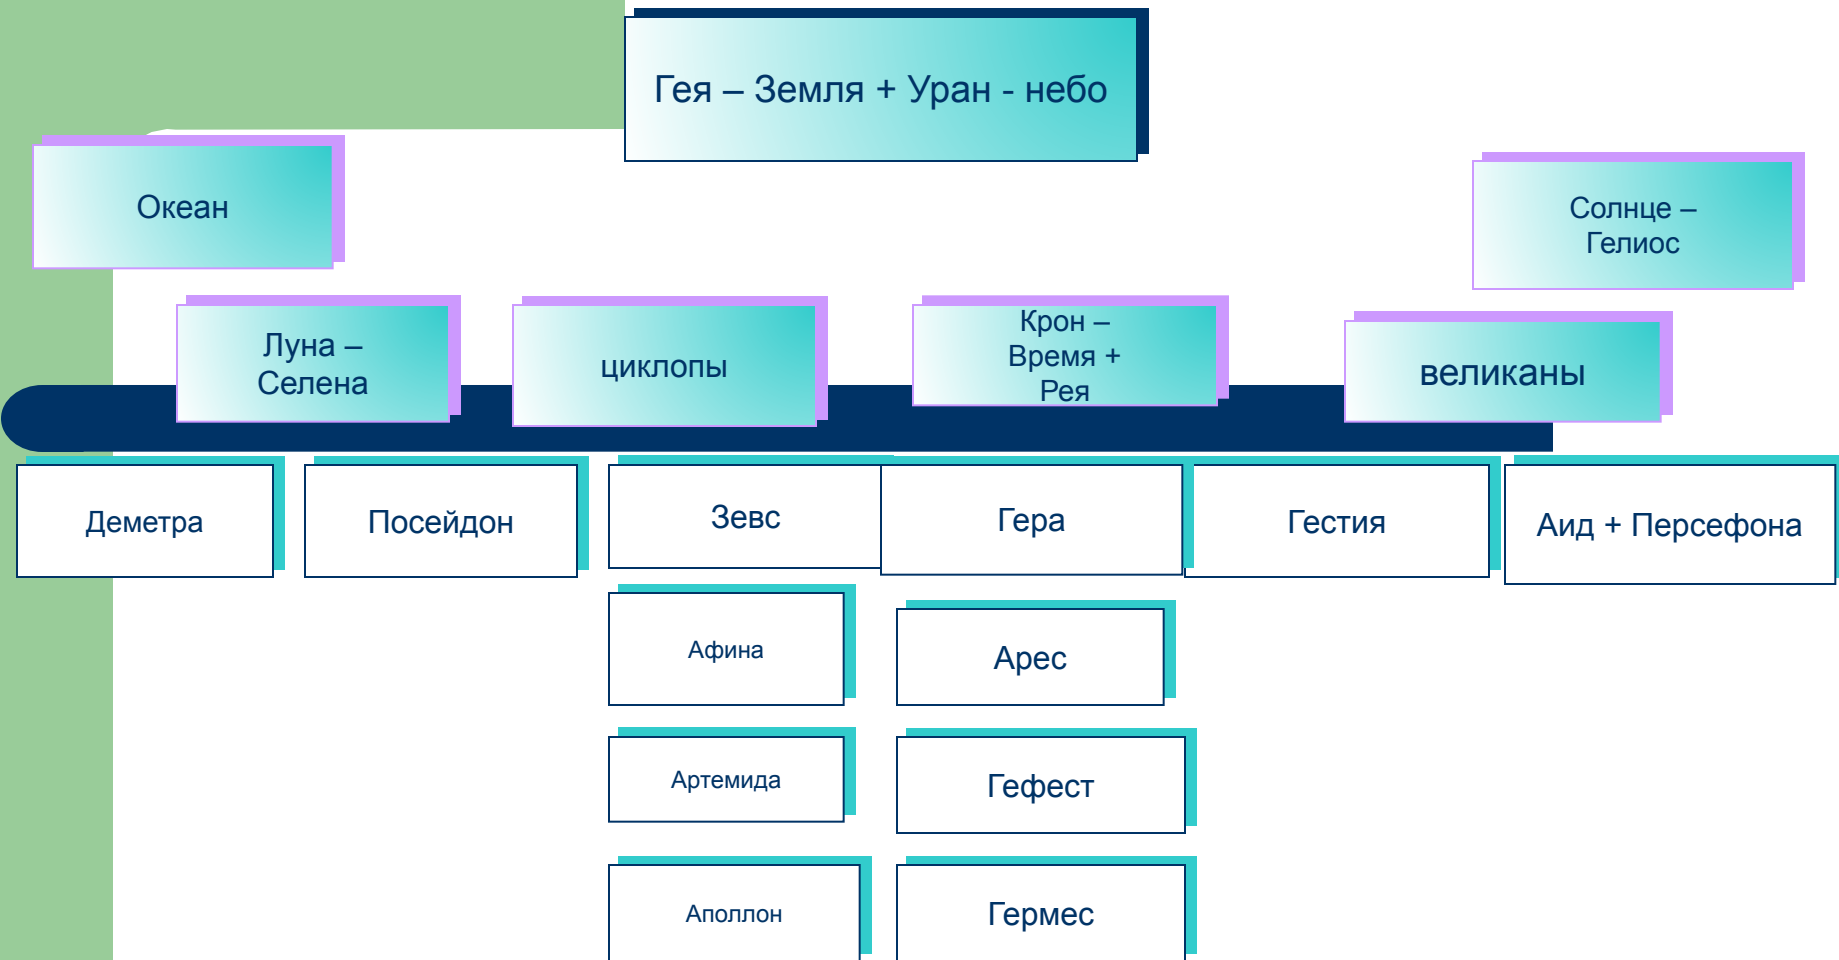 Гея – Земля + Уран - небо
Океан
Солнце –
Гелиос
Луна –
Селена
циклопы
Крон –
Время +
Рея
великаны
Деметра
Посейдон
Зевс
Гера
Гестия
Аид + Персефона
Афина
Арес
Артемида
Гефест
Аполлон
Гермес